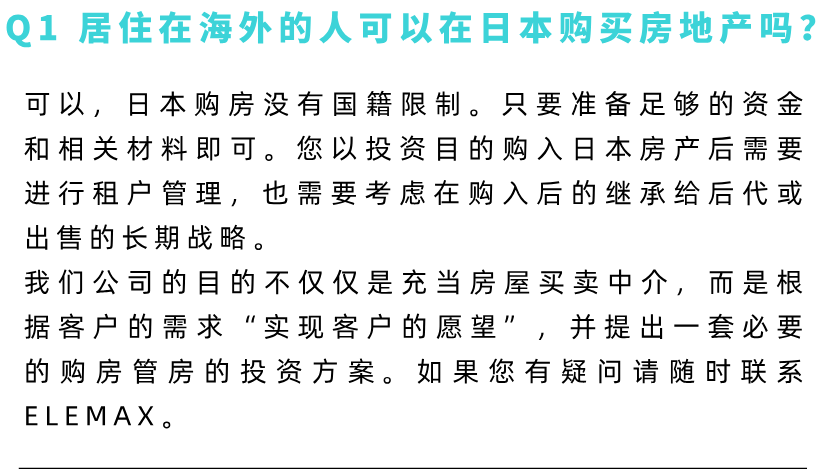 Q1 居住在海外的人可以在日本购买房地产吗？
可以，日本购房没有国籍限制。只要准备足够的资金
和相关材料即可。您以投资目的购入日本房产后需要
进行租户管理，也需要考虑在购入后的继承给后代或
出售的长期战略。
我们公司的目的不仅仅是充当房屋买卖中介，而是根
据客户的需求“实现客户的愿望”，并提出一套必要
的购房管房的投资方案。如果您有疑问请随时联系
ELEMAX。